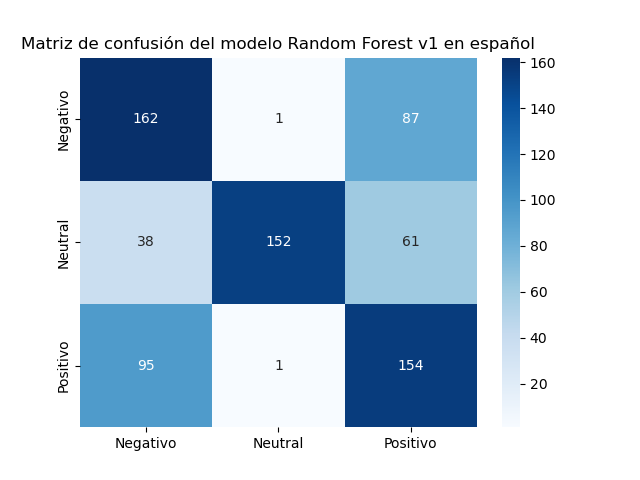 Matriz de confusión del modelo Random Forest v1 en español
Negativo 162 1 87
Neutral 38 152 61
Positivo 95 1 154
Negativo Neutral Positivo
160
140
120
100
80
60
40
20